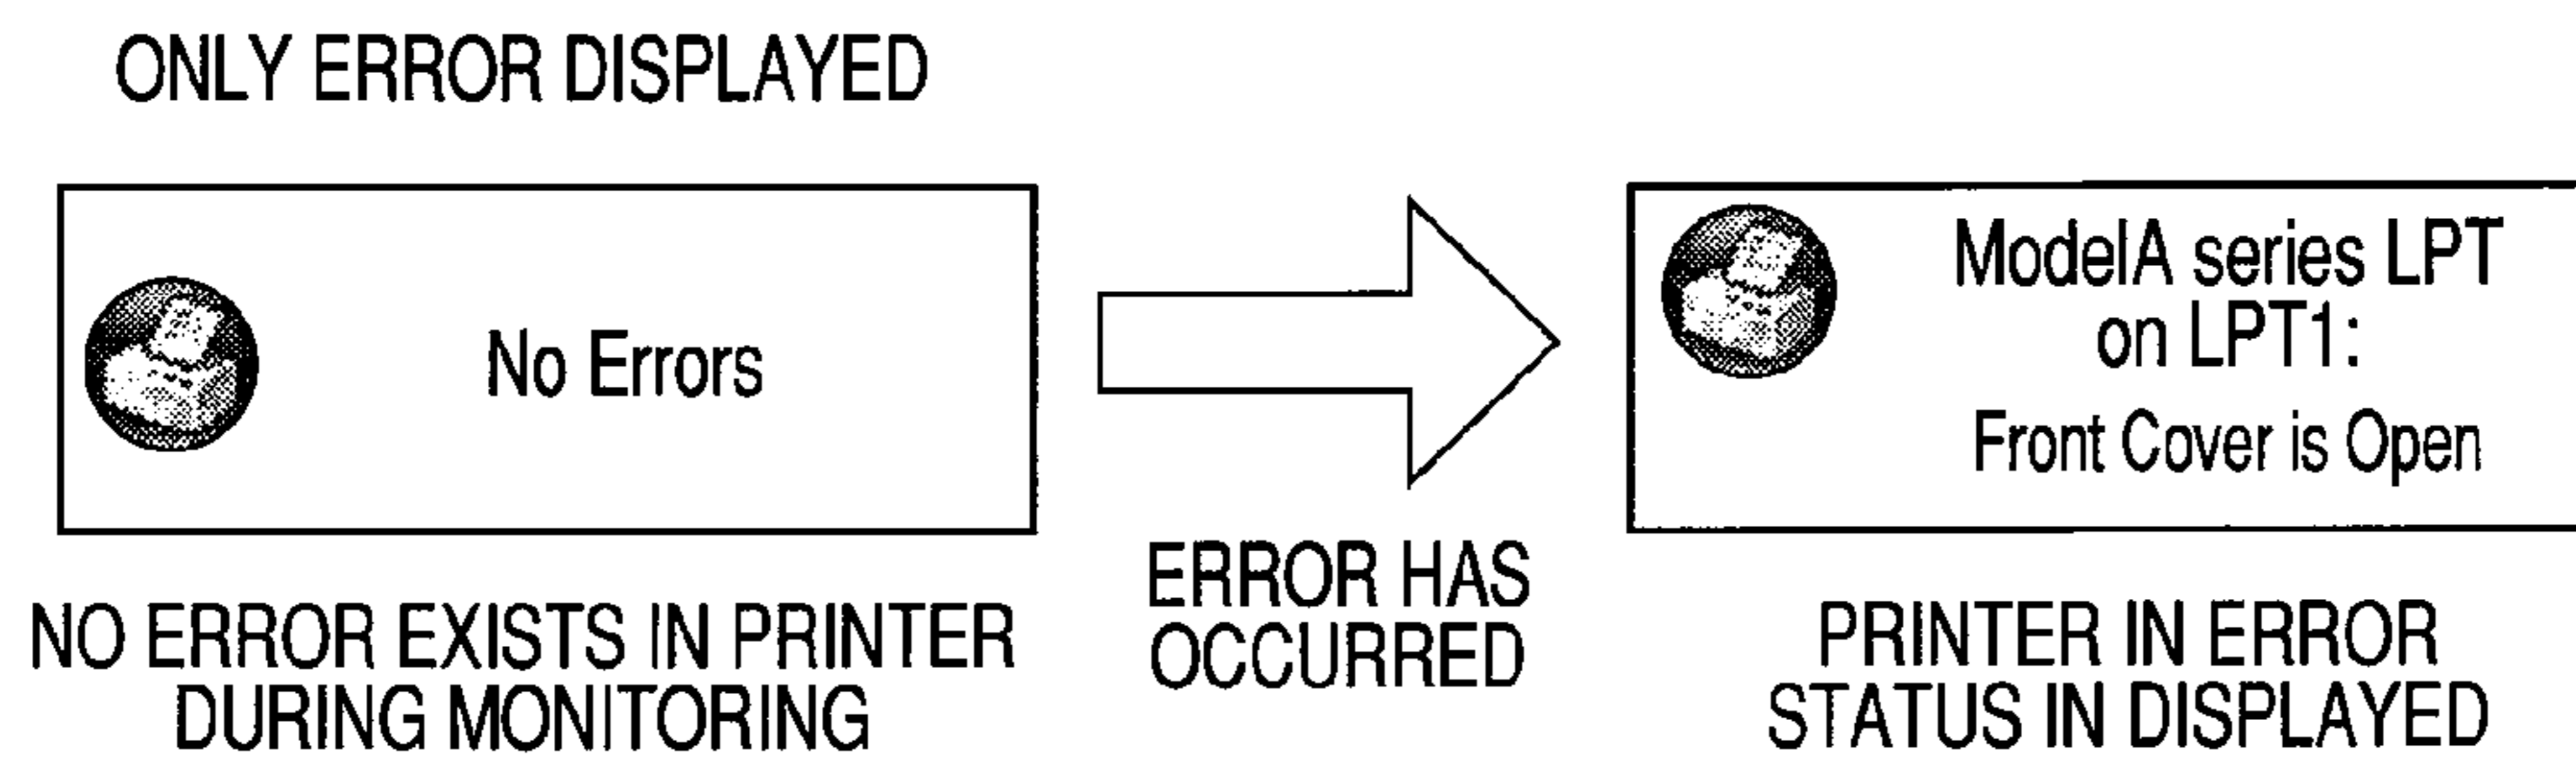 ONLY ERROR DISPLAYED
No Errors
NO ERROR EXISTS IN PRINTER
DURING MONITORING
ERROR HAS
OCCURRED
ModelA series LPT
on LPT1:
Front Cover is Open
PRINTER IN ERROR
STATUS IN DISPLAYED